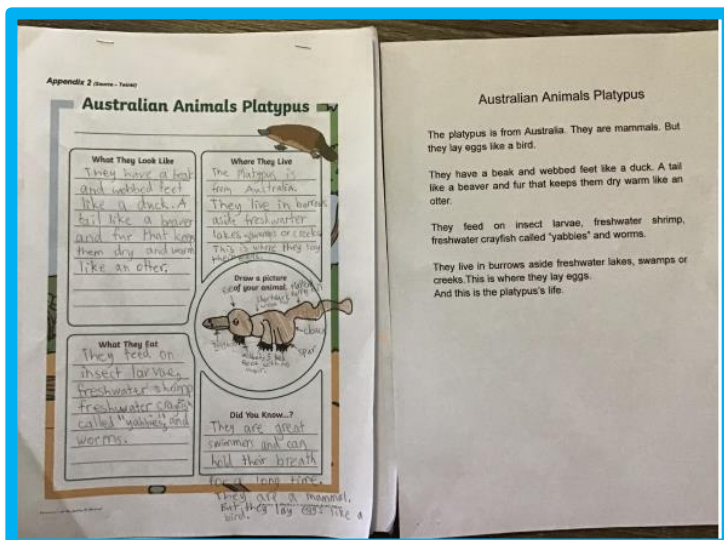 Appendix 2 (Source – Twinkl)
Australian Animals Platypus
What They Look Like
They have a beak
and webbed feet
like a duck. A
tail like a beaver
and fur that keep
them dry and warm
like an otter.
Where They Live
The Platypus is
from Australia.
They live in burrows
aside freshwarter
lakes, swamps or creeks
This is where they lay
their eggs.
Draw a picture
of your animal.
claws
spur
What They Eat
They feed on
insect larvae,
freshwater shrimp
freshwater crayfish
called "yabbies" and
worms.
Did You Know...?
They are great
swimmers and can
hold their breath
for a long time.
They are a mammal.
But they lay eggs like a
bird.
Australian Animals Platypus
The platypus is from Australia. They are mammals. But
they lay eggs like a bird.
They have a beak and webbed feet like a duck. A tail
like a beaver and fur that keeps them dry warm like an
otter.
They feed on insect larvae, freshwater shrimp,
freshwater crayfish called "yabbies" and worms.
They live in burrows aside freshwater lakes, swamps or
creeks.This is where they lay eggs.
And this is the platypus's life.